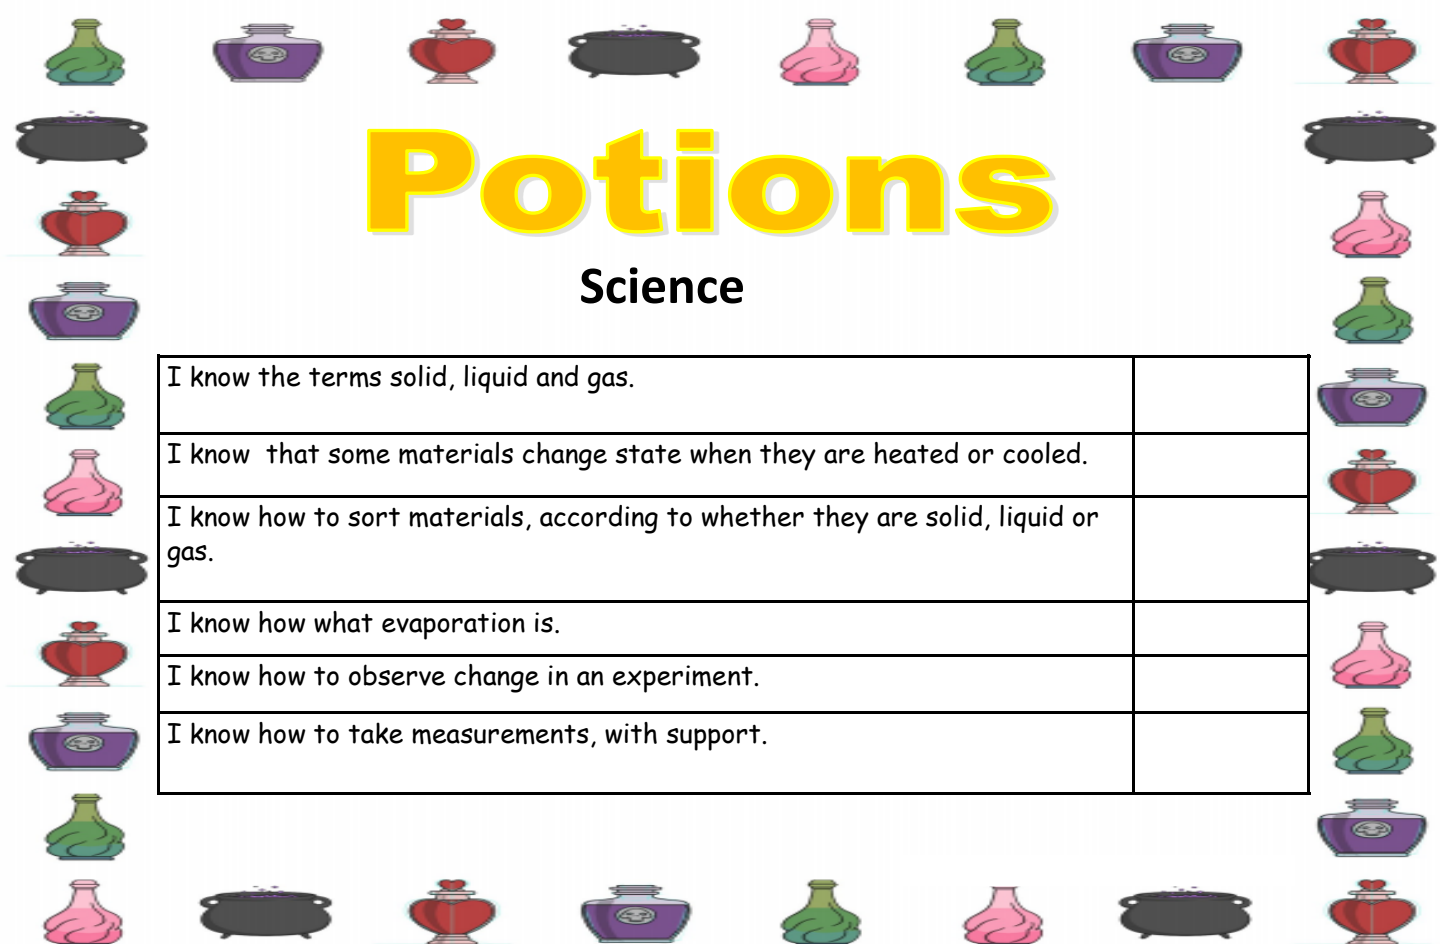 Potions
Science
I know the terms solid, liquid and gas.
I know  that some materials change state when they are heated or cooled.
I know how to sort materials, according to whether they are solid, liquid or
gas.
I know how what evaporation is.
I know how to observe change in an experiment.
I know how to take measurements, with support.